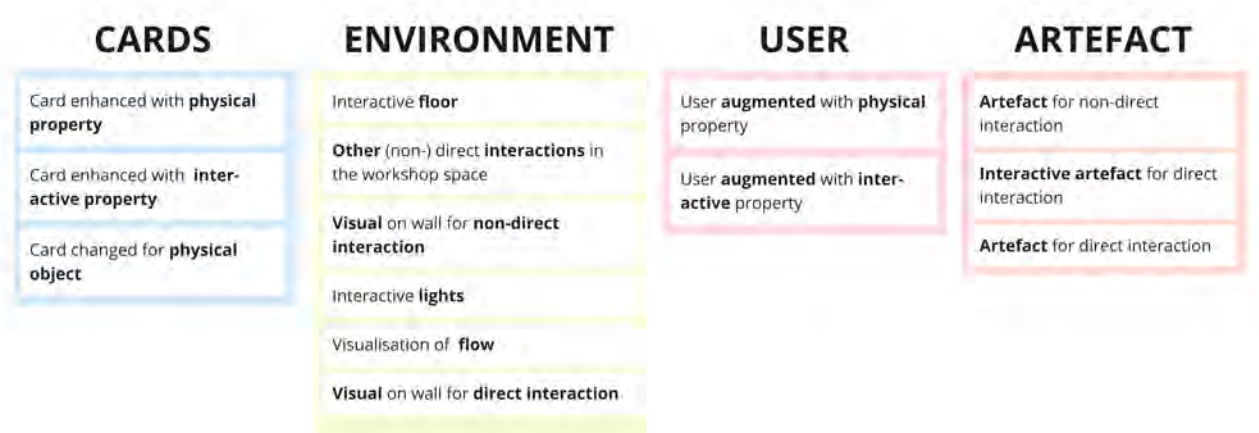 CARDS
Card enhanced with physical
property
Card enhanced with inter-
active property
Card changed for physical
object
ENVIRONMENT
Interactive floor
Other (non-) direct interactions in
the workshop space
Visual on wall for non-direct
interaction
Interactive lights
Visualisation of flow
Visual on wall for direct interaction
USER
User augmented with physical
property
User augmented with inter-
active property
ARTEFACT
Artefact for non-direct
interaction
Interactive artefact for direct
interaction
Artefact for direct interaction